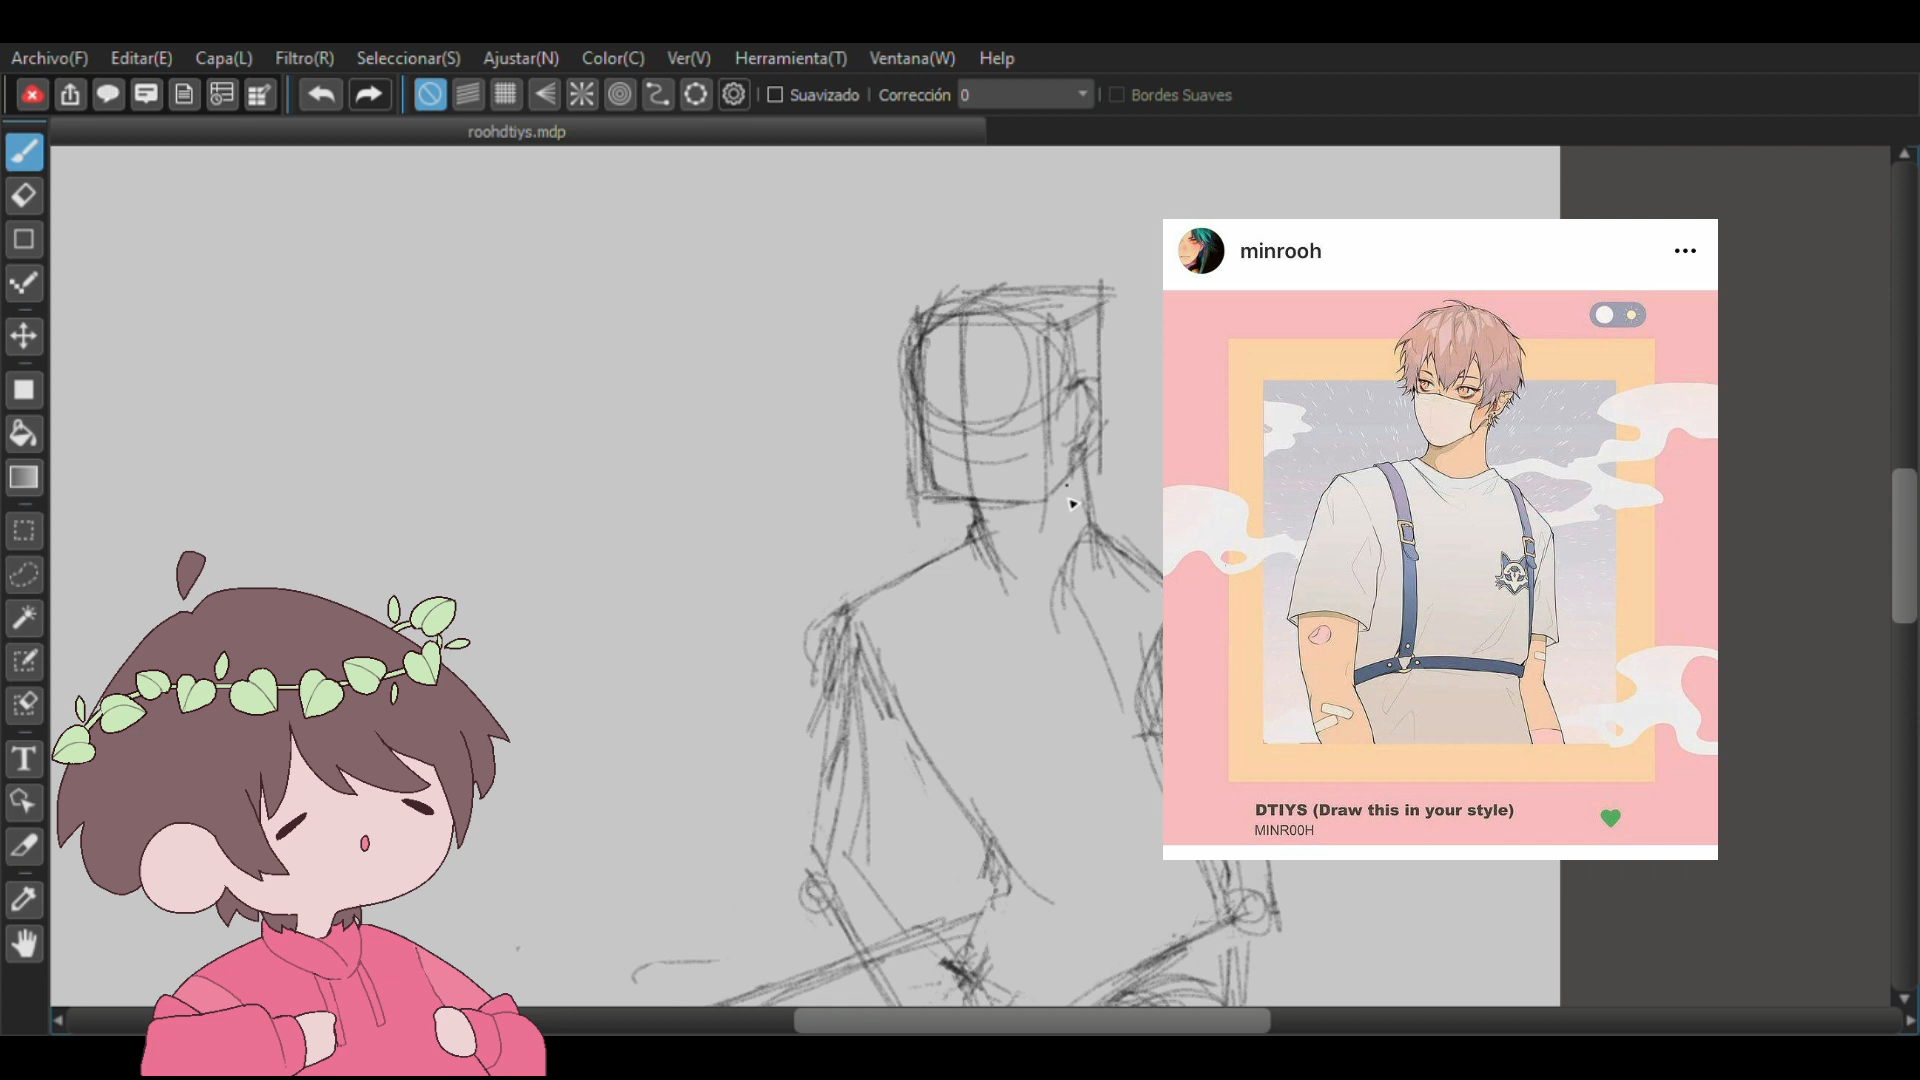 Archivo(F) Editar(E) Capa(L) Filtro(R) Seleccionar(S) Ajustar(N) Color(C) Ver(V) Herramienta(T) Ventana(W) Help
Suavizado Corrección 0 Bordes Suaves
roohdtiys.mdp
minrooh
DTIYS (Draw this in your style)
MINR00H